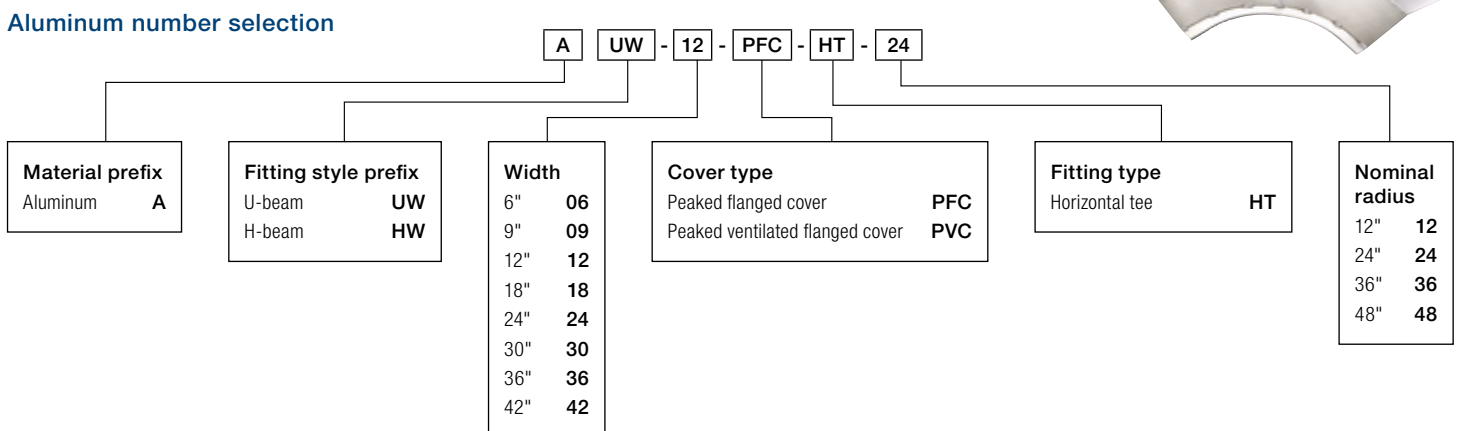 Aluminum number selection
A UW - 12 - PFC - HT - 24
Material prefix
Aluminum A
Fitting style prefix
U-beam UW
H-beam HW
Width
6" 06
9" 09
12" 12
18" 18
24" 24
30" 30
36" 36
42" 42
Cover type
Peaked flanged cover PFC
Peaked ventilated flanged cover PVC
Fitting type
Horizontal tee HT
Nominal
radius
12" 12
24" 24
36" 36
48" 48